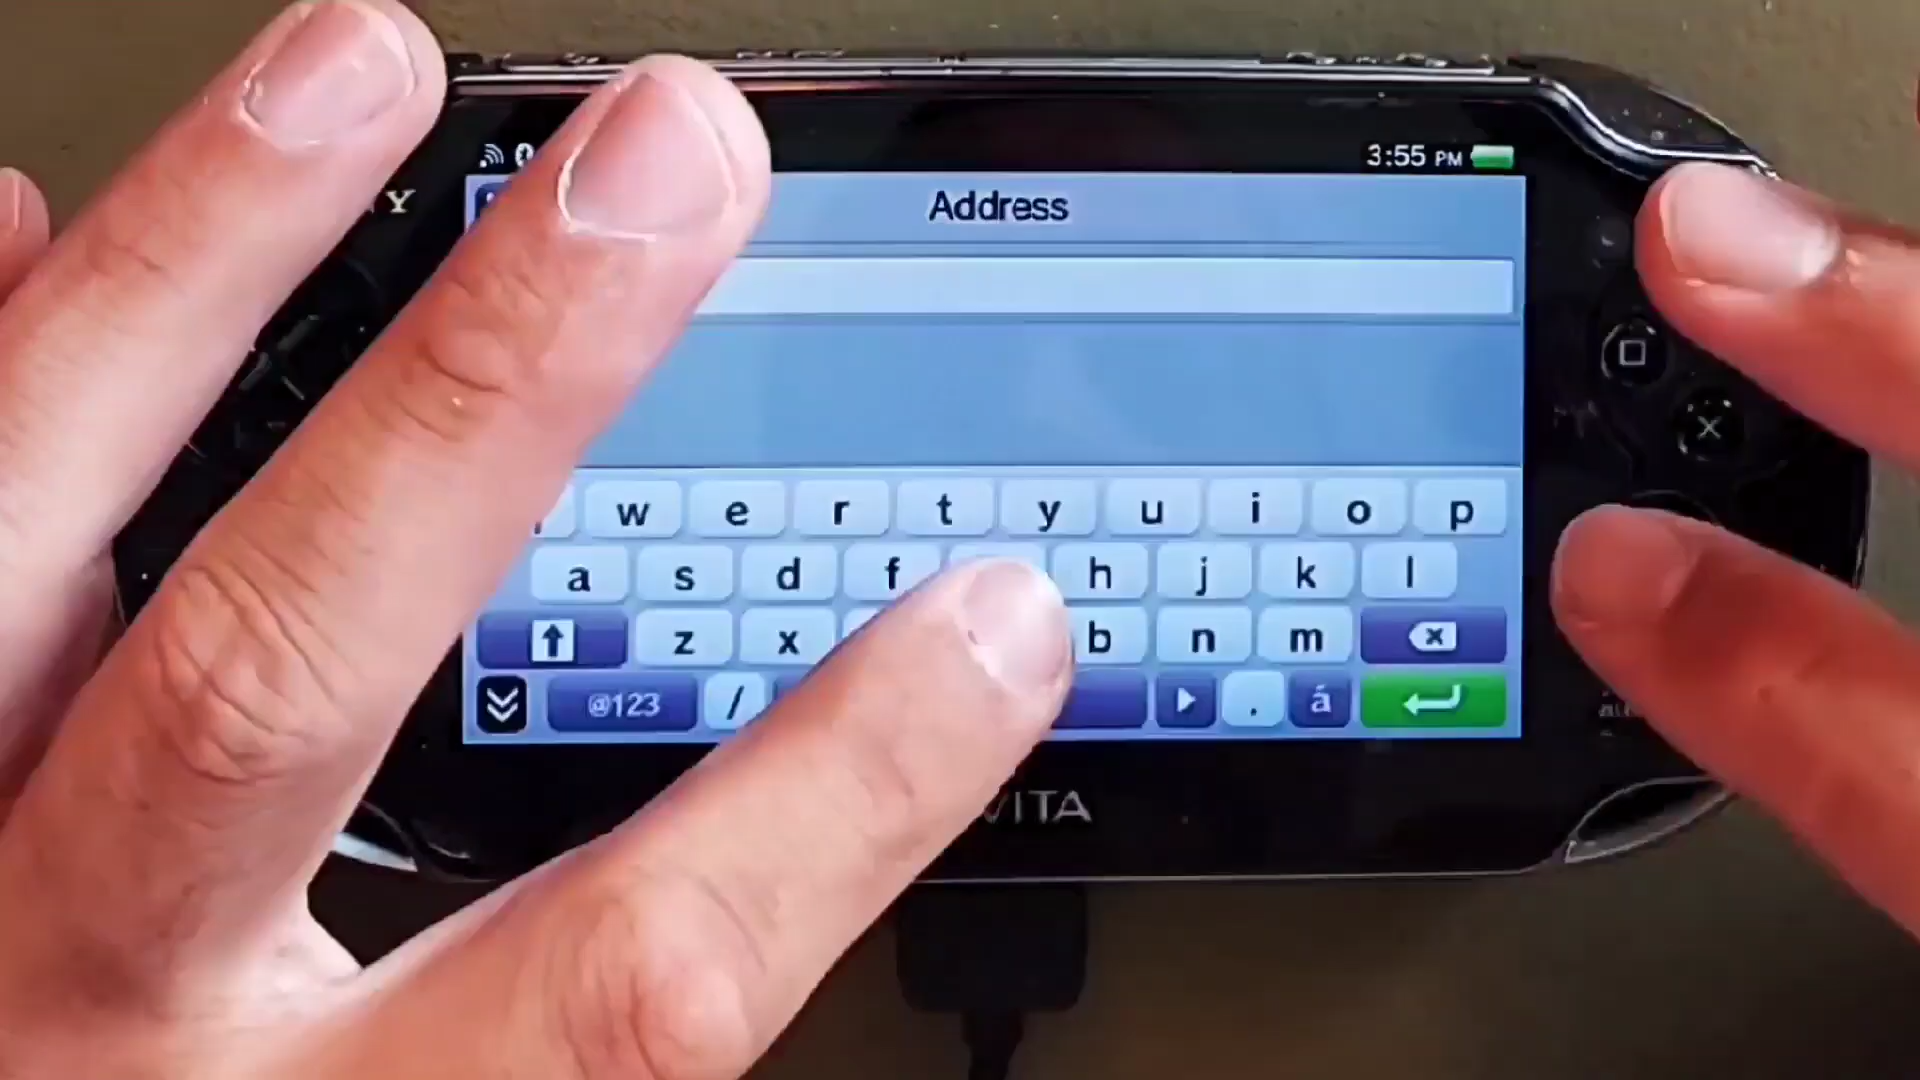 3:55 PM
Y
Address
w e r t y u i o p
a s d f h j k l
z x b n m
@123 / . á
VITA